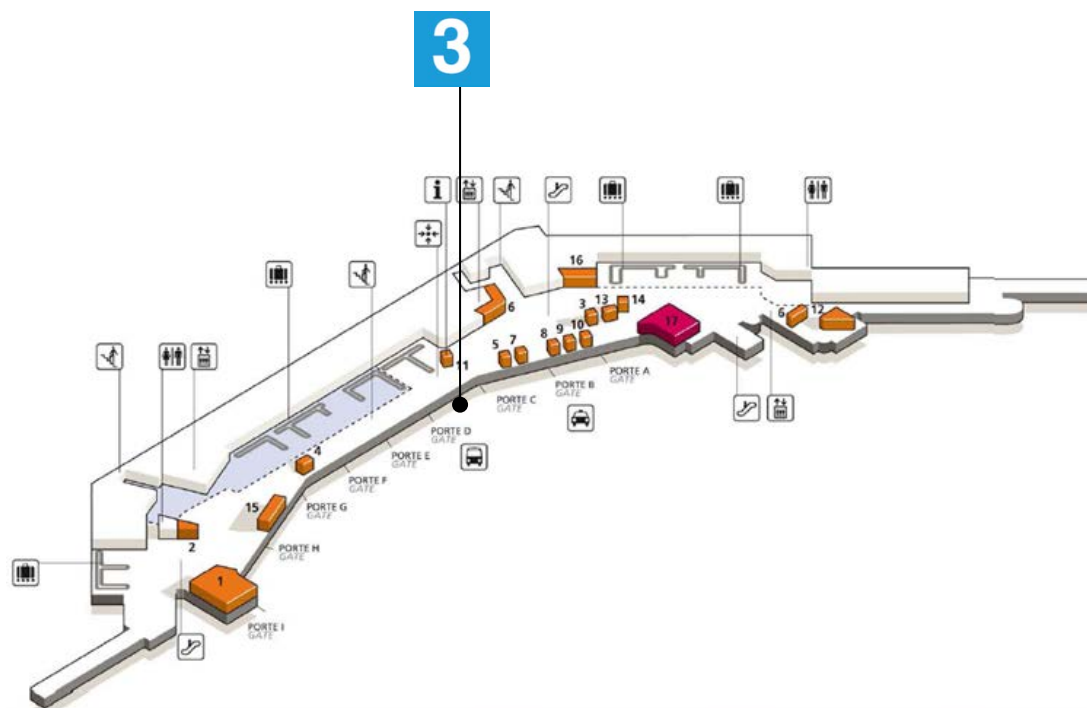 3
i
16
6
3
13
14
17
6
12
8
9
10
5
7
11
PORTE A
GATE
PORTE B
GATE
PORTE C
GATE
PORTE D
GATE
PORTE E
GATE
4
PORTE F
GATE
15
PORTE G
GATE
2
PORTE H
GATE
1
PORTE I
GATE